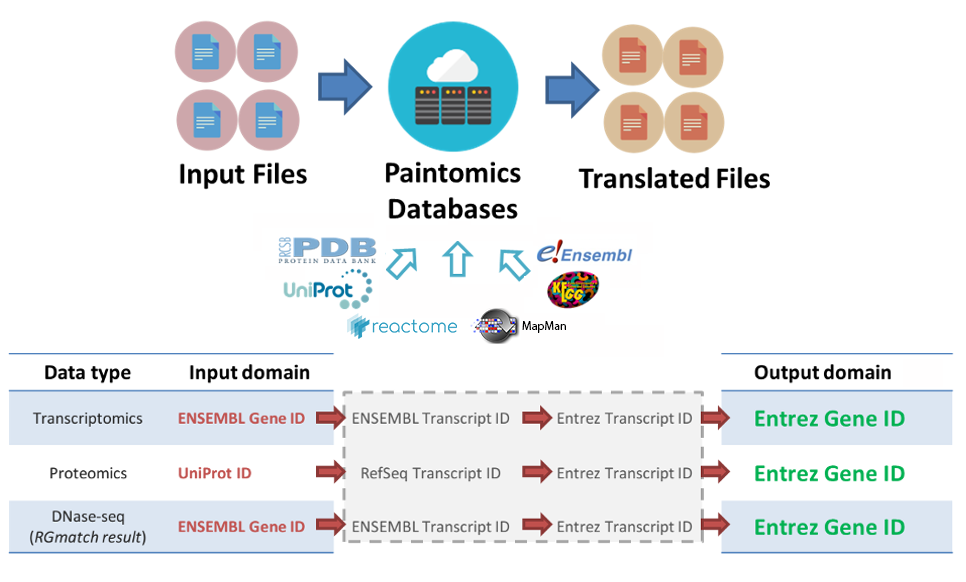 Input Files
Paintomics
Databases
Translated Files
RCSB
PDB
PROTEIN DATA BANK
UniProt
e!Ensembl
KEGG
reactome
MapMan
Data type Input domain Output domain
Transcriptomics ENSEMBL Gene ID ENSEMBL Transcript ID Entrez Transcript ID Entrez Gene ID
Proteomics UniProt ID RefSeq Transcript ID Entrez Transcript ID Entrez Gene ID
DNase-seq
(RGmatch result) ENSEMBL Gene ID ENSEMBL Transcript ID Entrez Transcript ID Entrez Gene ID